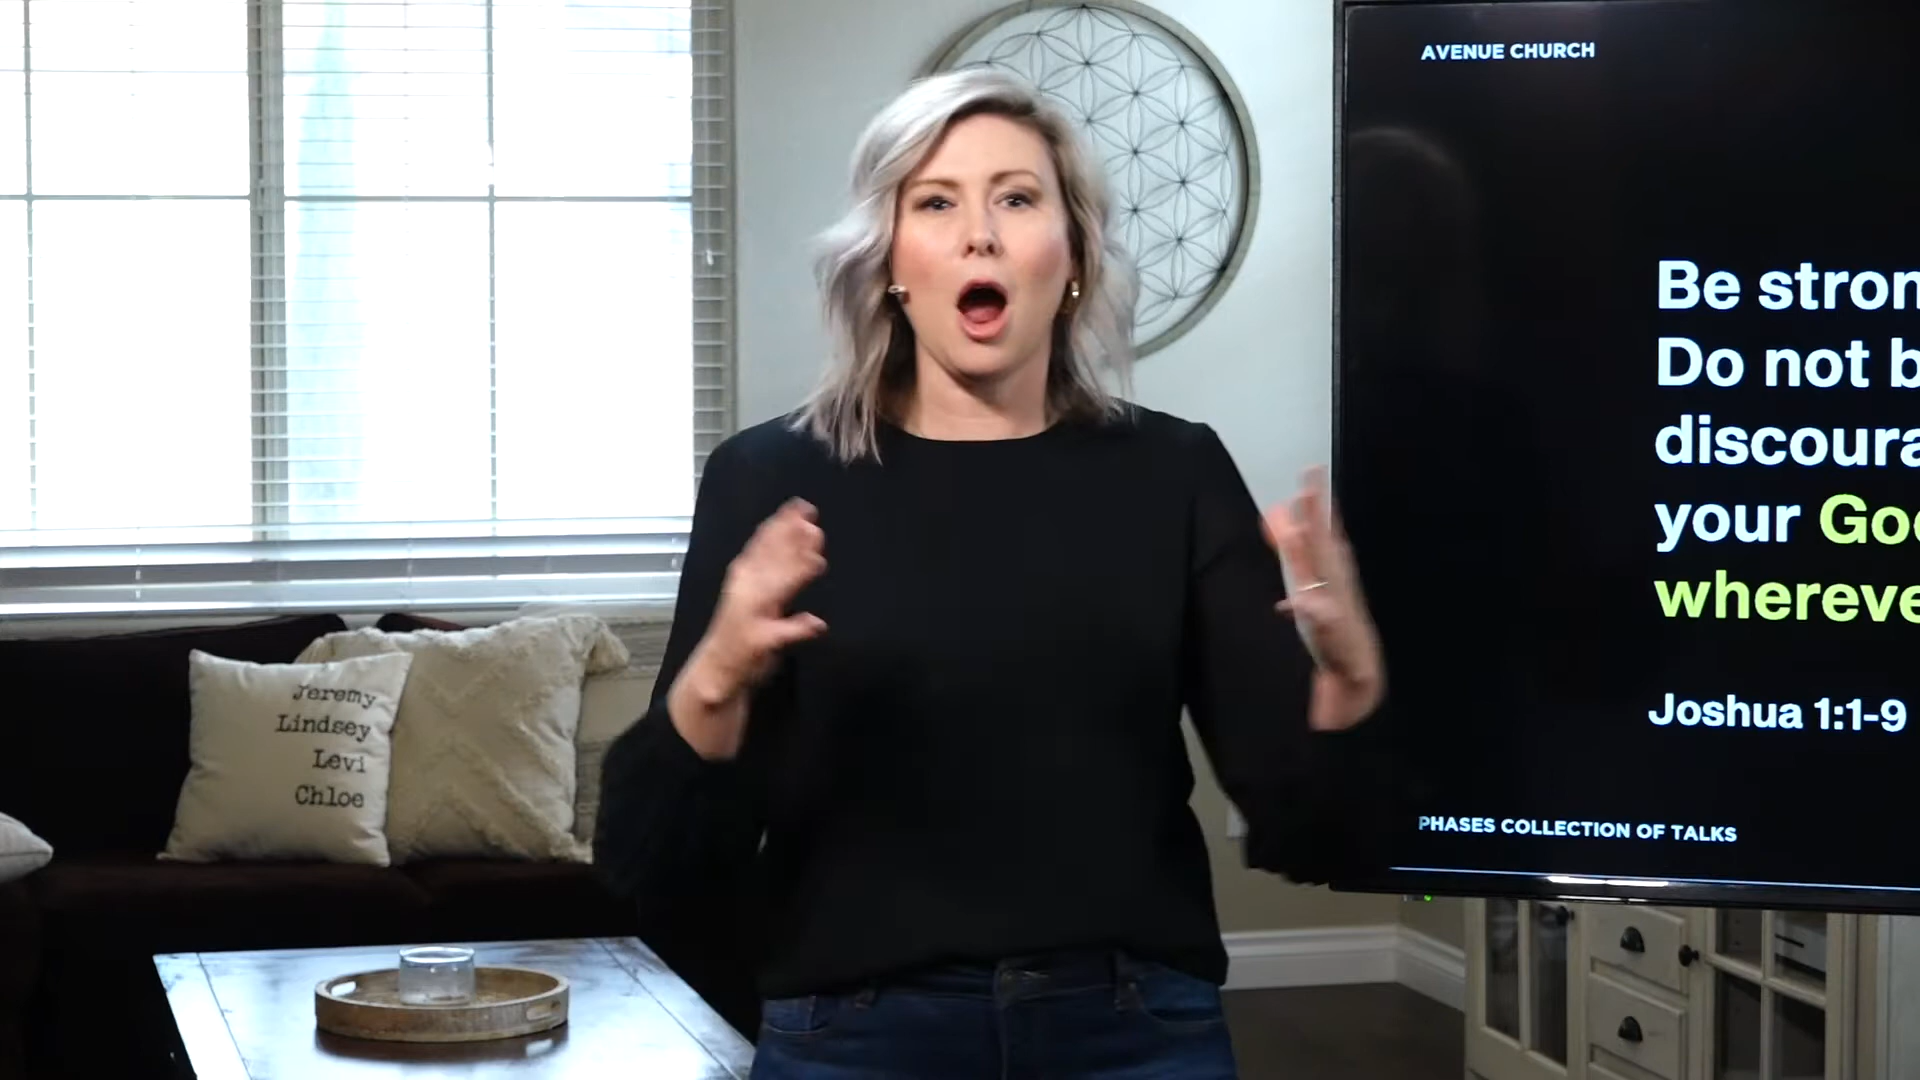 AVENUE CHURCH
Be stron
Do not b
discoura
your Go
whereve
Joshua 1:1-9
PHASES COLLECTION OF TALKS
Jeremy
Lindsey
Levi
Chloe